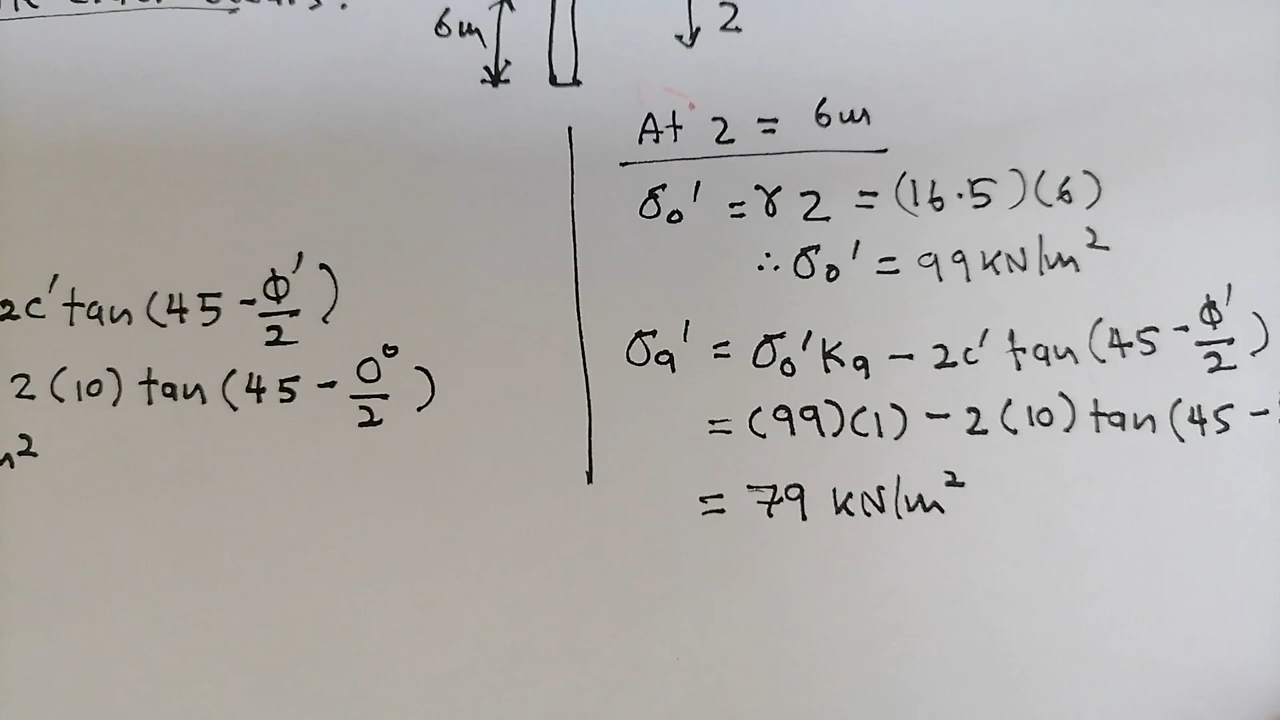 6m
2
At z = 6m
σo' = γ z = (16.5)(6)
∴ σo' = 99 KN/m²
2c' tan (45 - Φ'/2)
2 (10) tan (45 - 0°/2)
m²
σa' = σo' Ka - 2c' tan (45 - Φ'/2)
= (99)(1) - 2 (10) tan (45 -
= 79 KN/m²